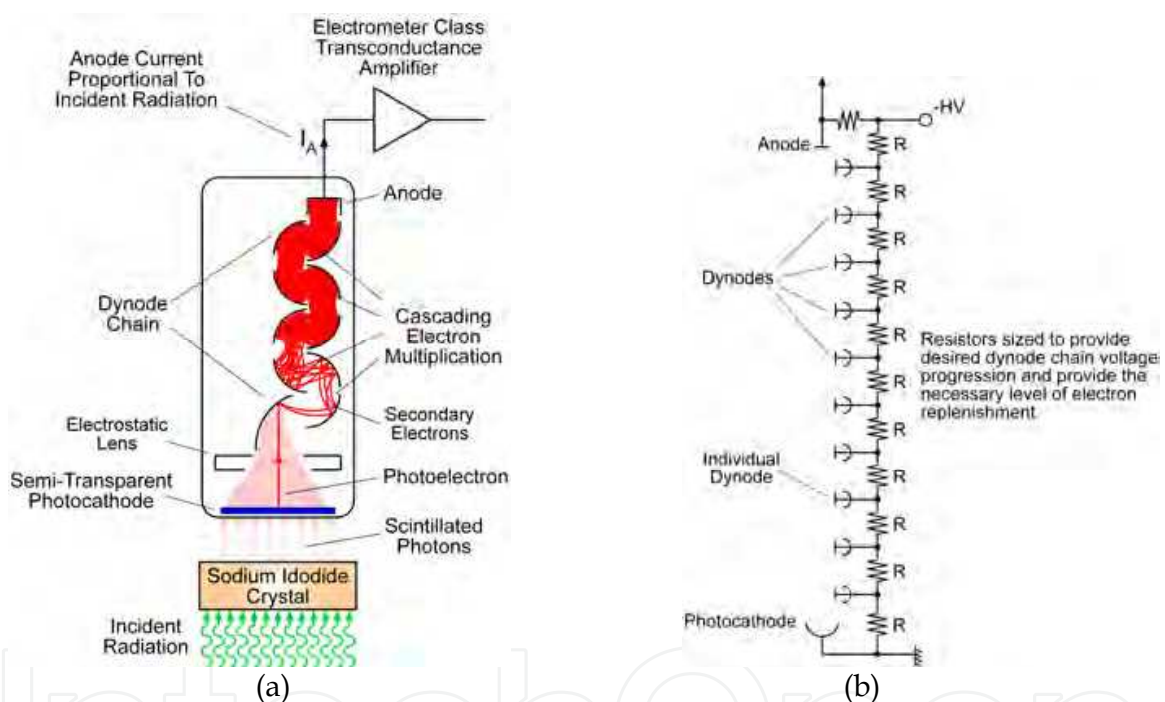 Electrometer Class
Transconductance
Amplifier
Anode Current
Proportional To
Incident Radiation
I_A
Anode
Dynode
Chain
Cascading
Electron
Multiplication
Secondary
Electrons
Electrostatic
Lens
Photoelectron
Semi-Transparent
Photocathode
Scintillated
Photons
Sodium Idodide
Crystal
Incident
Radiation
(a)
-HV
Anode
R
R
R
R
R
R
R
R
R
R
R
Dynodes
Resistors sized to provide
desired dynode chain voltage
progression and provide the
necessary level of electron
replenishment.
Individual
Dynode
Photocathode
(b)